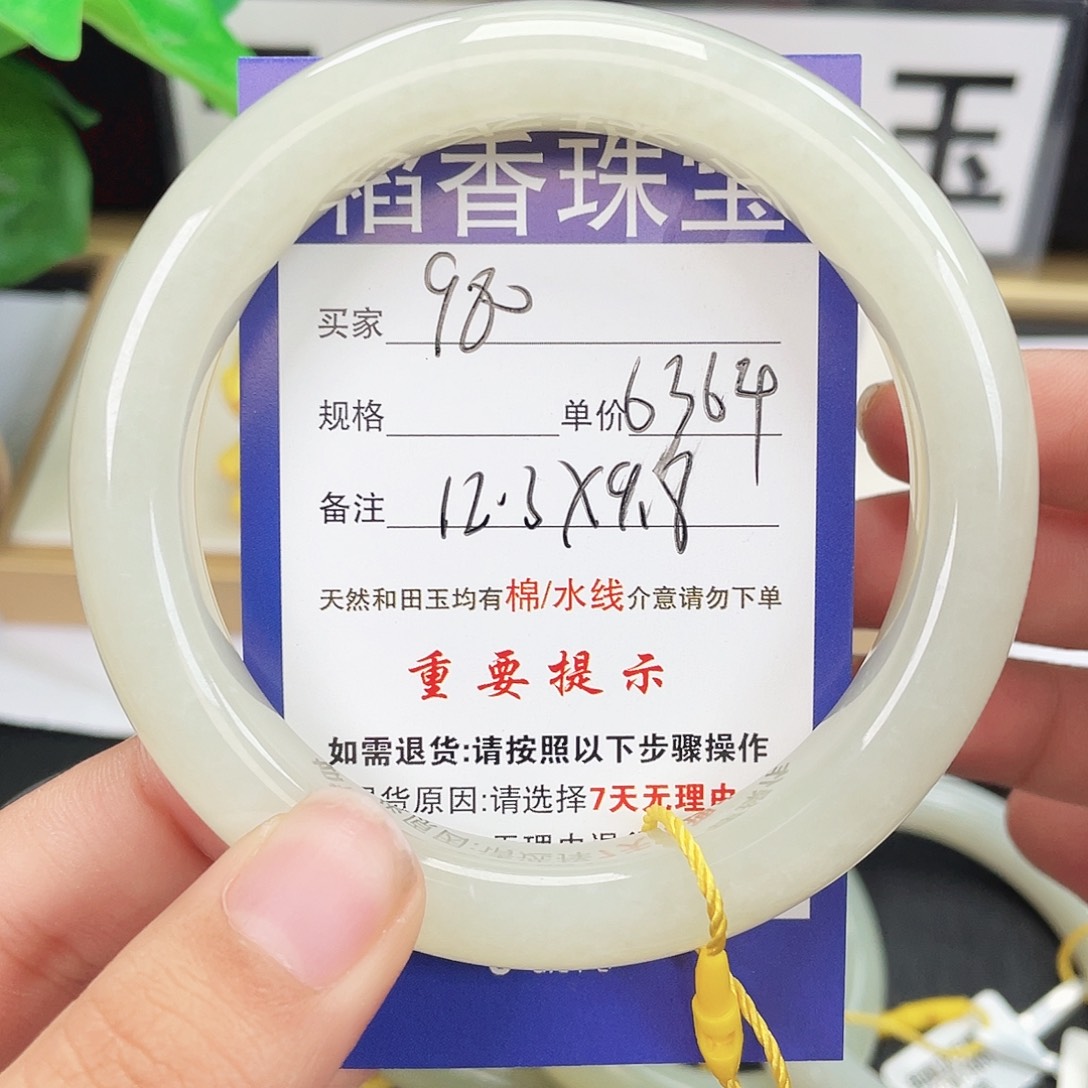 玉
稻香珠宝
买家 980
规格 单价 6364
备注 12.3X9.8
天然和田玉均有棉/水线介意请勿下单
重要提示
如需退货:请按照以下步骤操作
货原因:请选择7天无理由